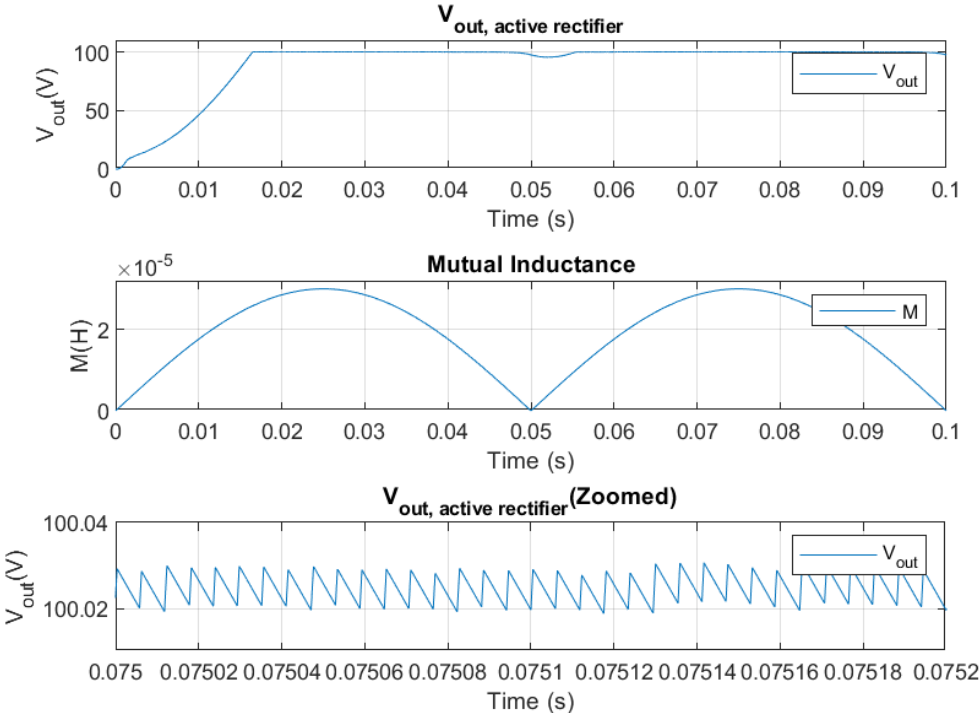 V_out, active rectifier
V_out(V)
100
50
0
V_out
0 0.01 0.02 0.03 0.04 0.05 0.06 0.07 0.08 0.09 0.1
Time (s)
×10^-5
Mutual Inductance
M(H)
2
0
M
0 0.01 0.02 0.03 0.04 0.05 0.06 0.07 0.08 0.09 0.1
Time (s)
V_out, active rectifier(Zoomed)
V_out(V)
100.04
100.02
V_out
0.075 0.07502 0.07504 0.07506 0.07508 0.0751 0.07512 0.07514 0.07516 0.07518 0.0752
Time (s)